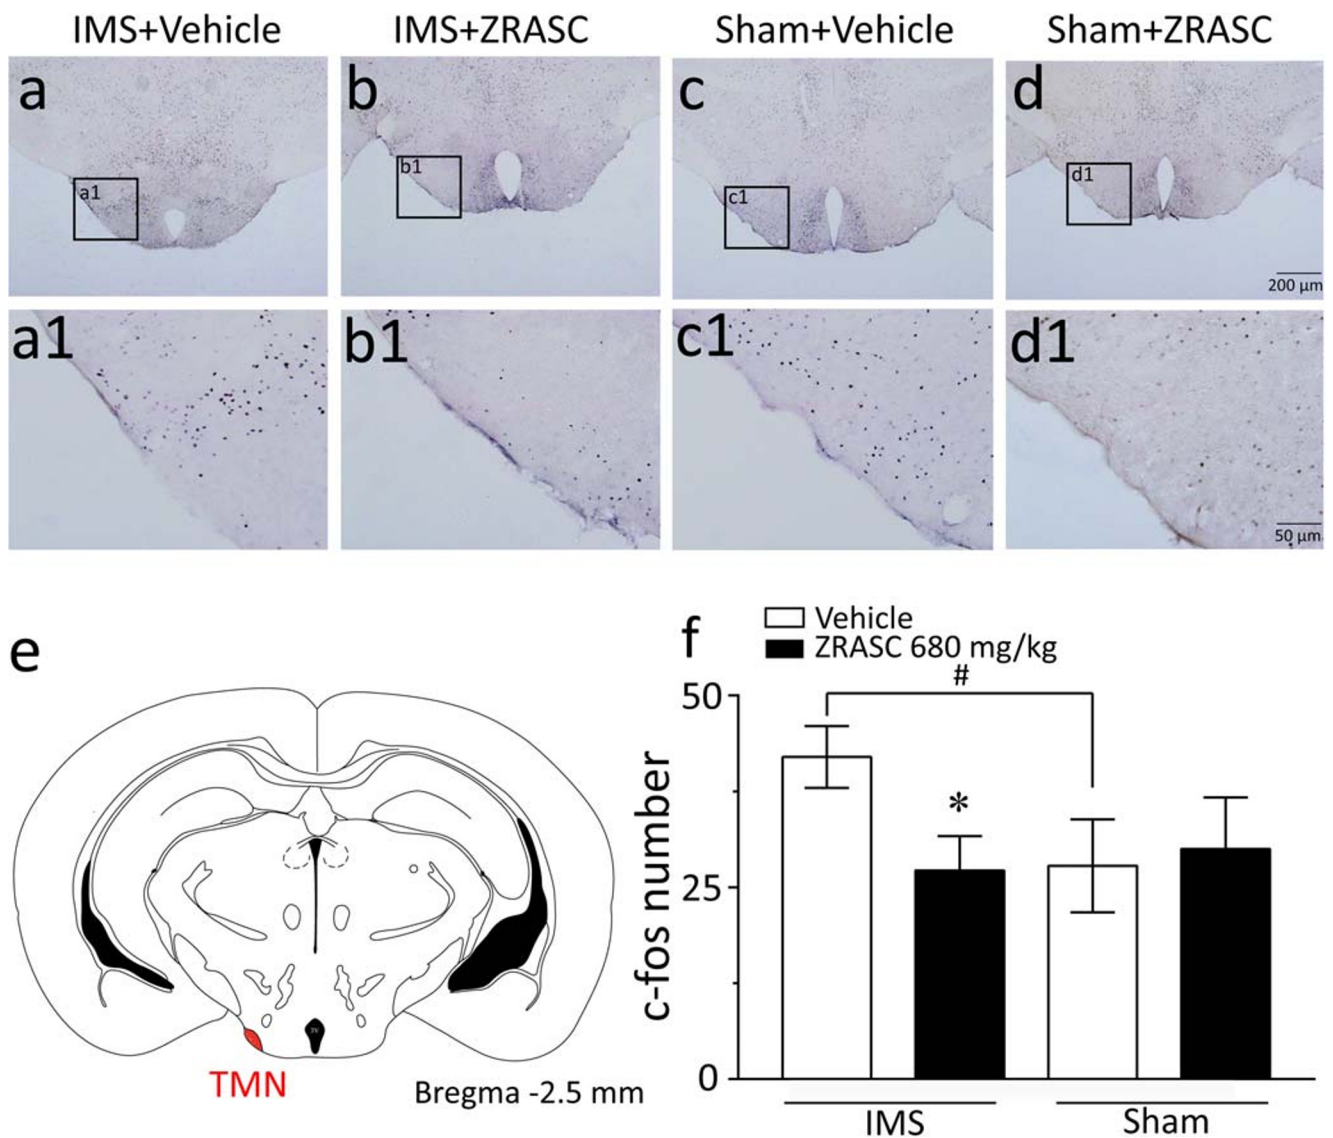 IMS+Vehicle
IMS+ZRASC
Sham+Vehicle
Sham+ZRASC
a
b
c
d
a1
b1
c1
d1
200 μm
a1
b1
c1
d1
50 μm
e
3V
TMN
Bregma -2.5 mm
f
Vehicle
ZRASC 680 mg/kg
#
50
*
25
0
c-fos number
IMS
Sham